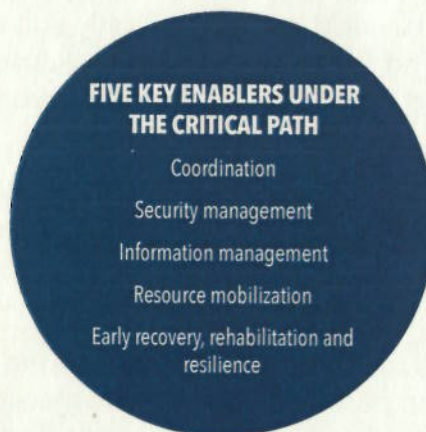 FIVE KEY ENABLERS UNDER
THE CRITICAL PATH
Coordination
Security management
Information management
Resource mobilization
Early recovery, rehabilitation and
resilience